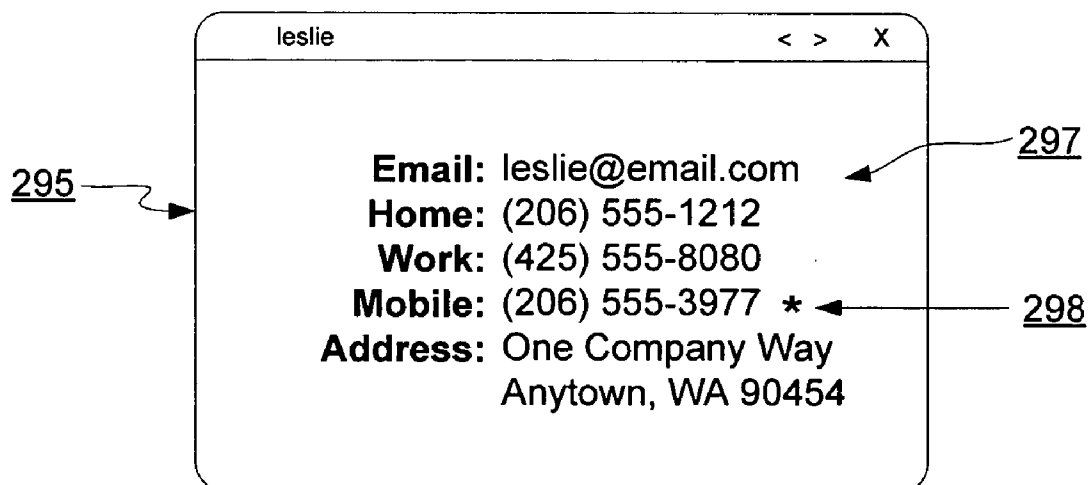 leslie < > X
Email: leslie@email.com
297
295
Home: (206) 555-1212
Work: (425) 555-8080
Mobile: (206) 555-3977 *
298
Address: One Company Way
Anytown, WA 90454